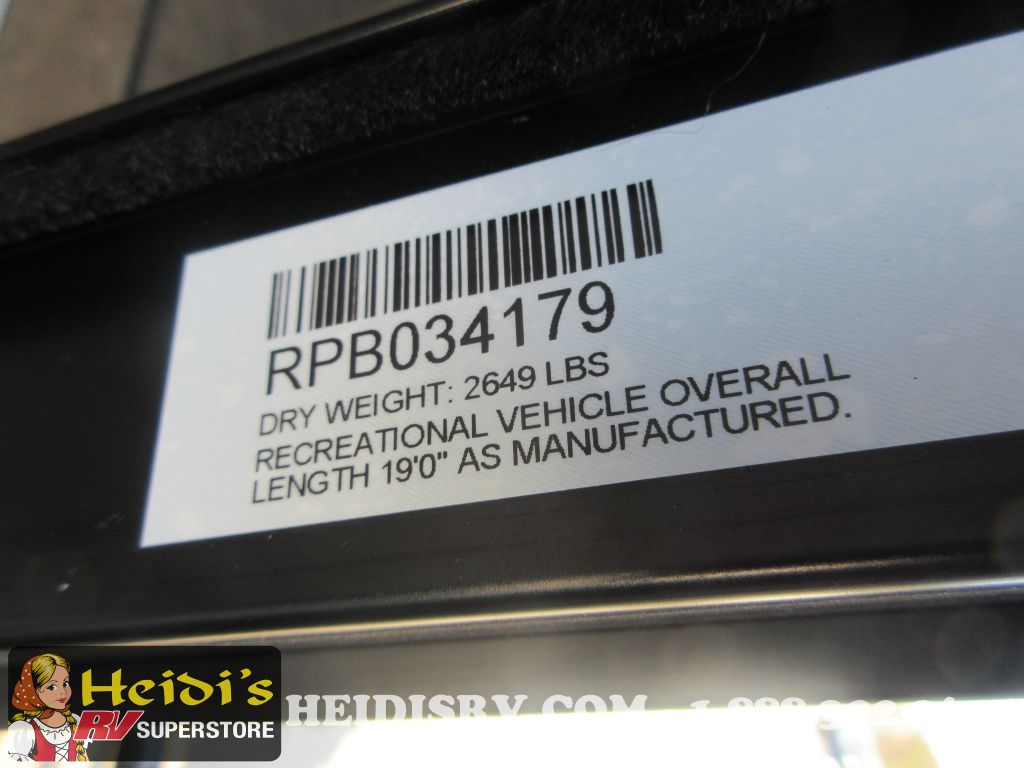 RPB034179
DRY WEIGHT: 2649 LBS
RECREATIONAL VEHICLE OVERALL
LENGTH 19'0" AS MANUFACTURED.
Heidi's
RV SUPERSTORE
HEIDISRV.COM